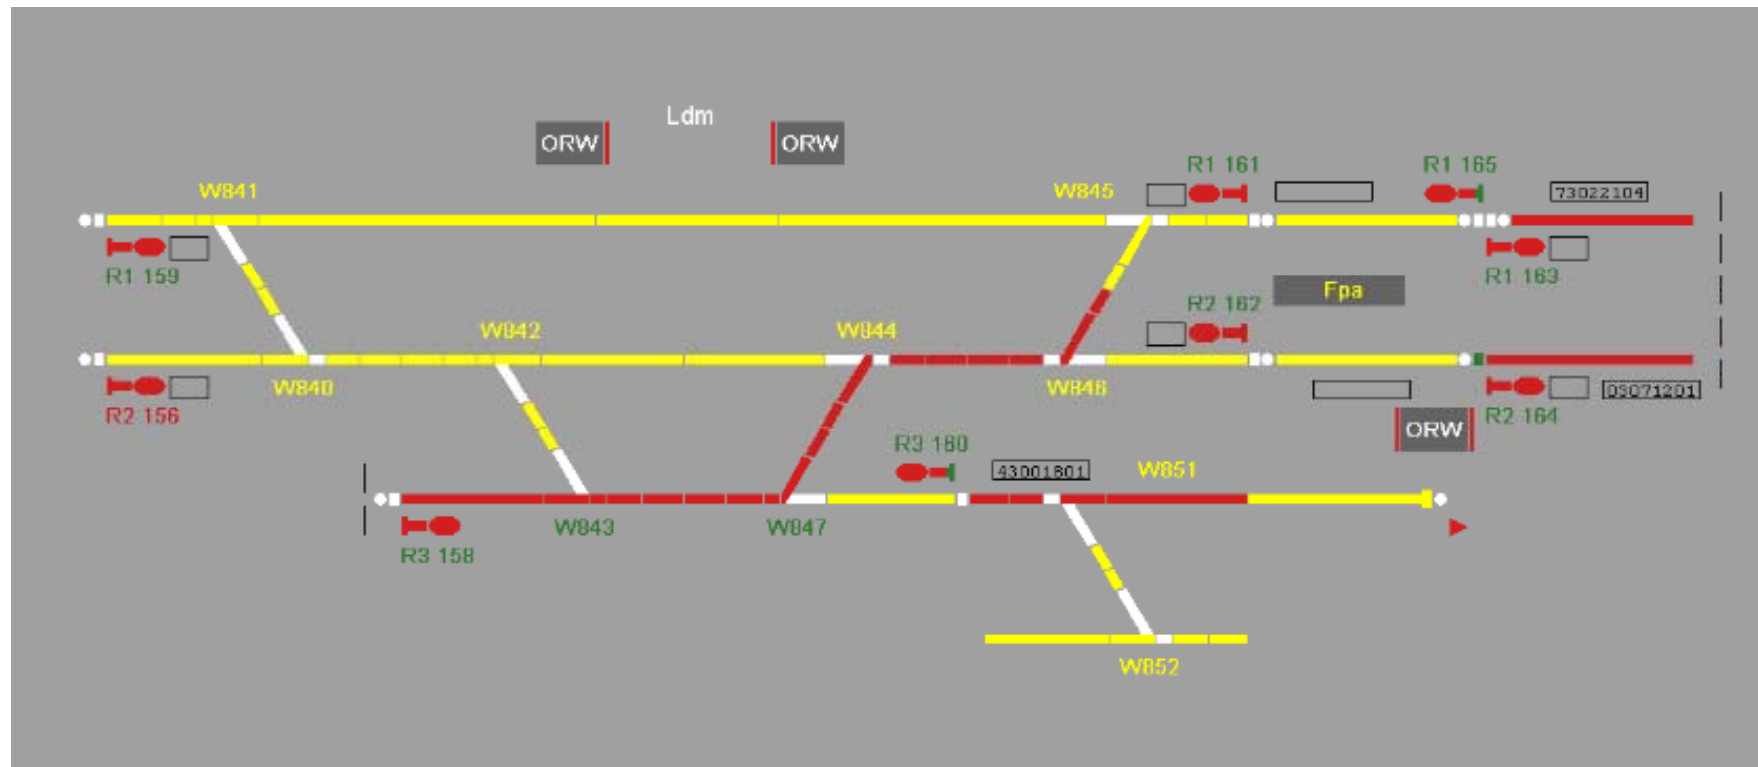 Ldm
ORW
ORW
R1 161
R1 165
W841
W845
73022104
R1 159
R1 163
Fpa
R2 162
W842
W844
W840
W846
03071201
R2 156
R2 164
ORW
R3 160
43001801
W851
W843
W847
R3 158
W852